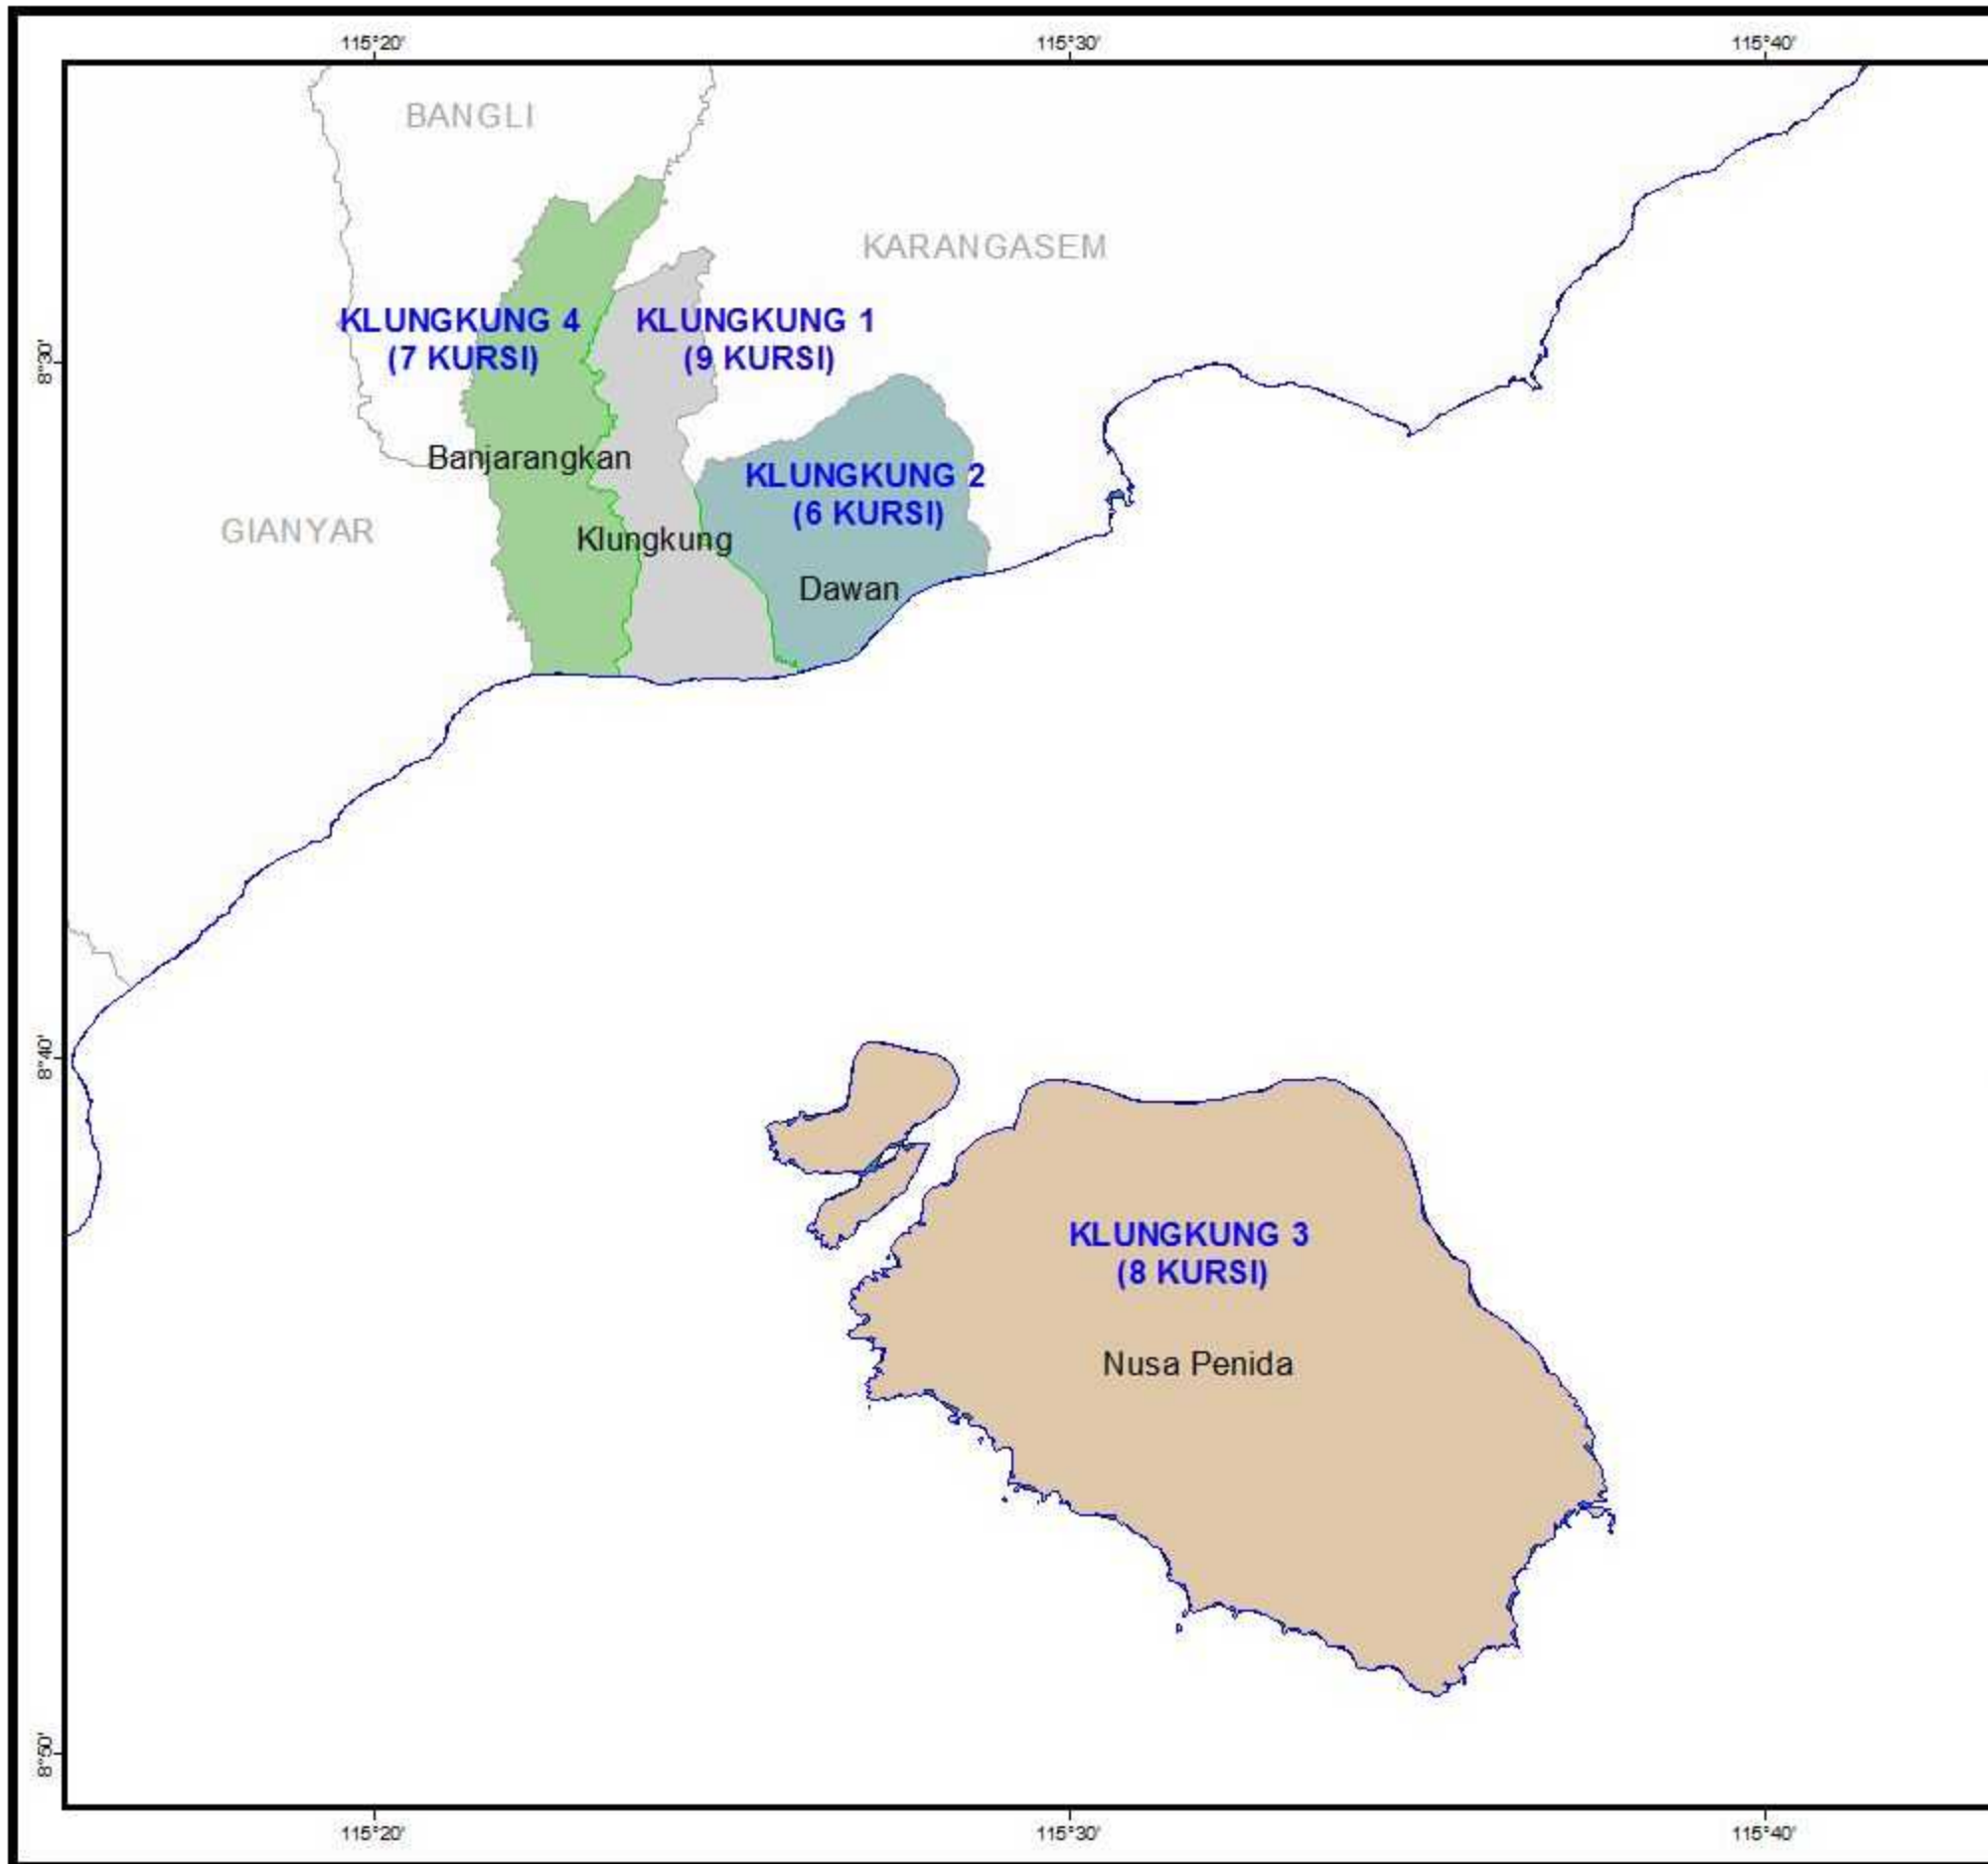 115°20'
115°30'
115°40'
BANGLI
KARANGASEM
KLUNGKUNG 4
(7 KURSI)
KLUNGKUNG 1
(9 KURSI)
8°30'
Banjarangkan
KLUNGKUNG 2
(6 KURSI)
GIANYAR
Klungkung
Dawan
8°40'
KLUNGKUNG 3
(8 KURSI)
Nusa Penida
8°50'
115°20'
115°30'
115°40'